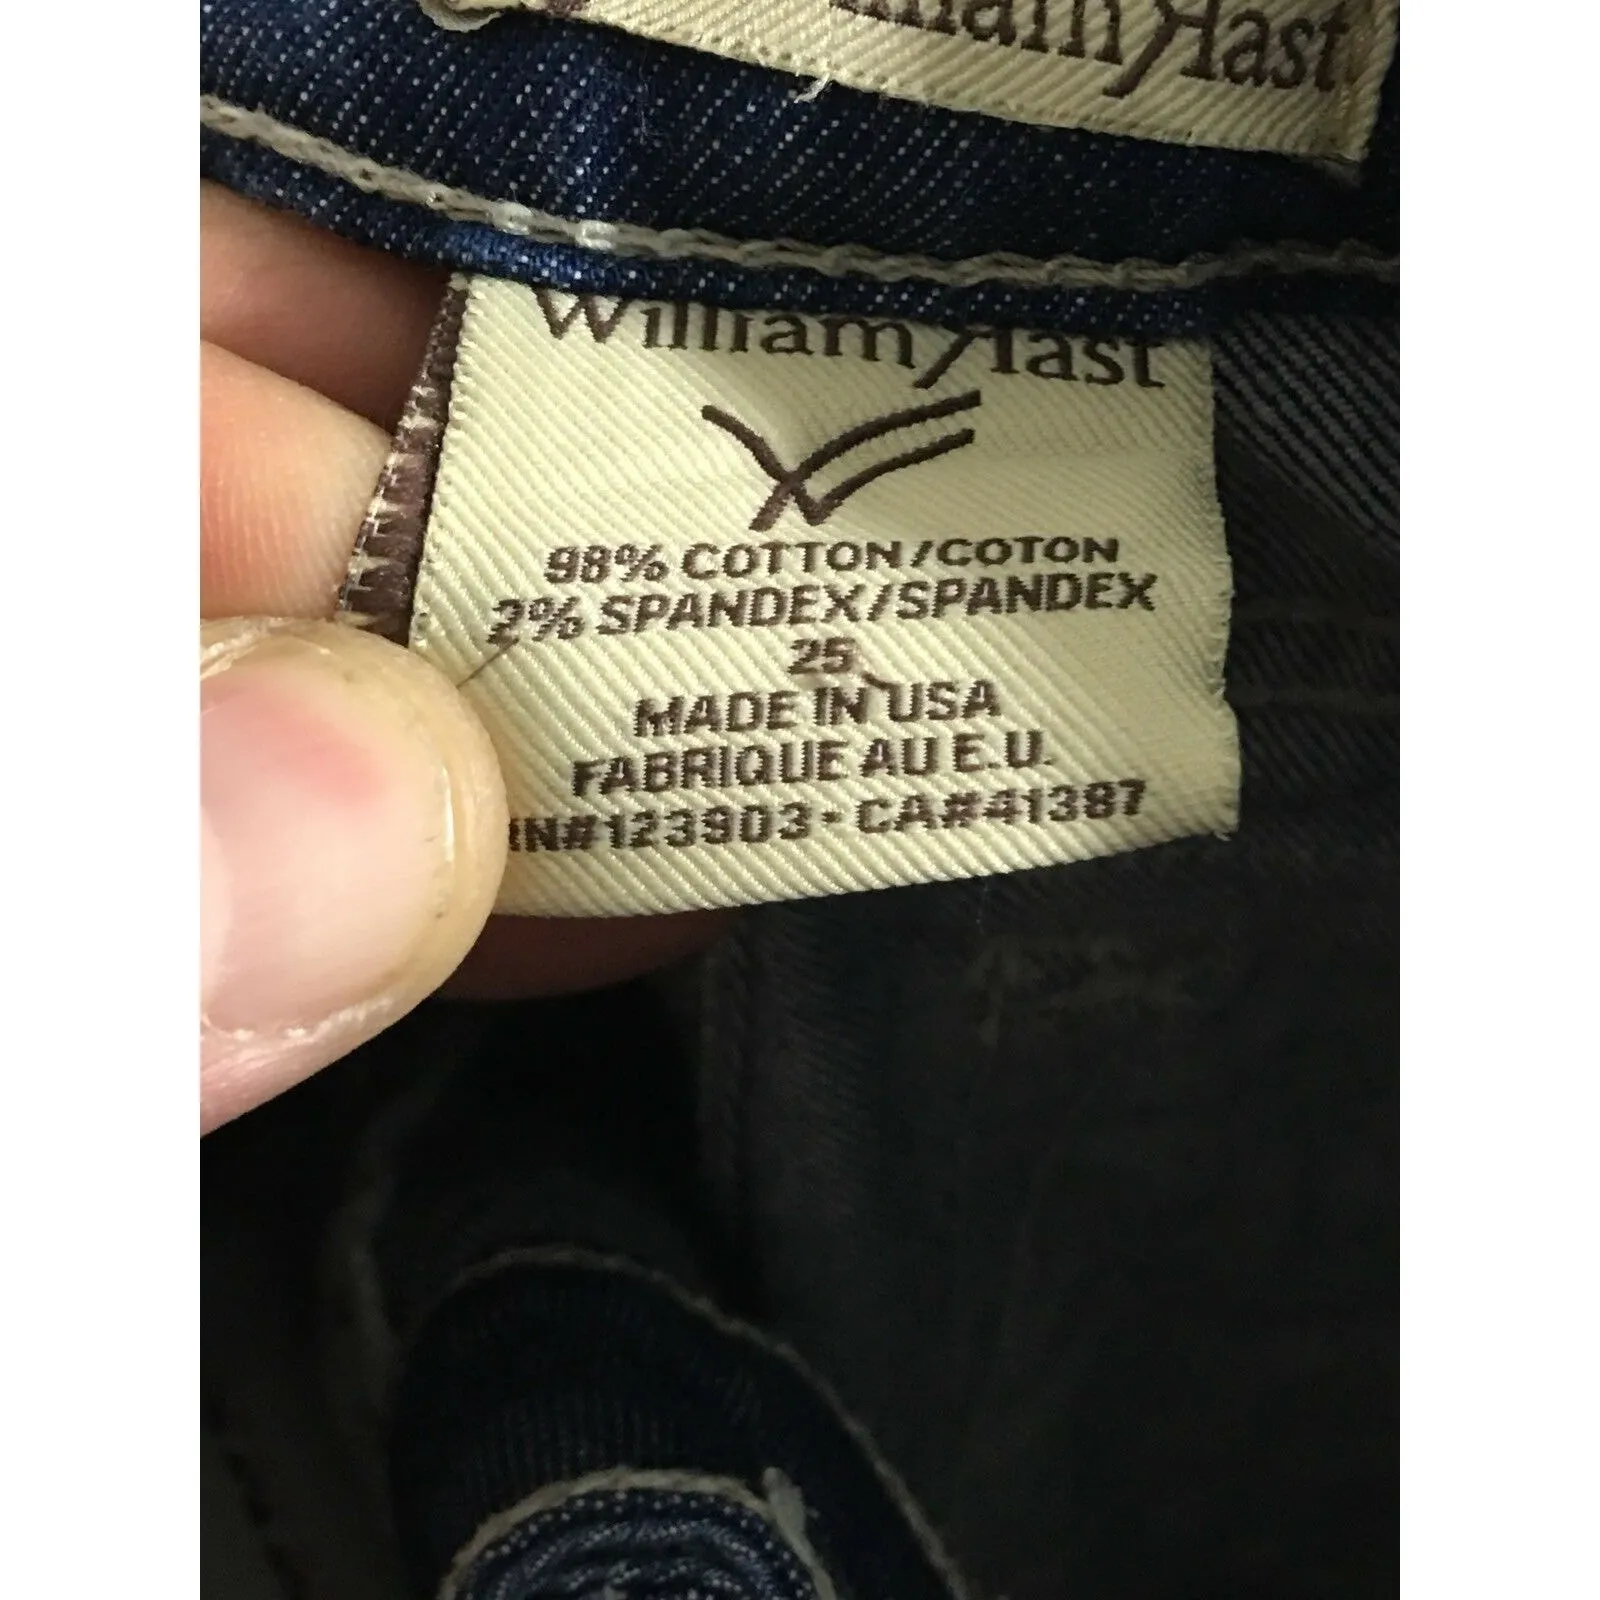 William Rast
William Rast
98% COTTON/COTON
2% SPANDEX/SPANDEX
25
MADE IN USA
FABRIQUE AU E.U.
RN#123903 · CA#41387